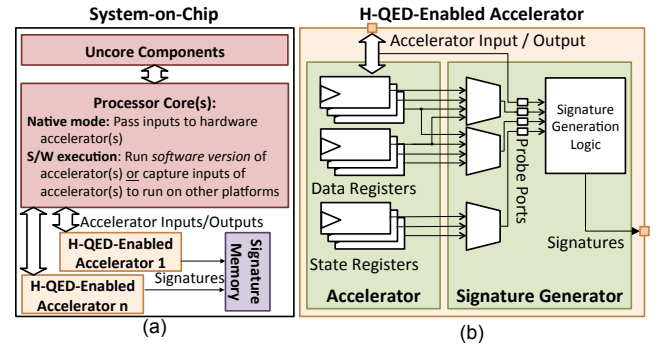 System-on-Chip
Uncore Components
Processor Core(s):
Native mode: Pass inputs to hardware
accelerator(s)
S/W execution: Run software version of
accelerator(s) or capture inputs of
accelerator(s) to run on other platforms
Accelerator Inputs/Outputs
H-QED-Enabled
Accelerator 1
Signatures
H-QED-Enabled
Accelerator n
Signature
Memory
(a)
H-QED-Enabled Accelerator
Accelerator Input / Output
Data Registers
State Registers
Accelerator
Probe Ports
Signature
Generation
Logic
Signatures
Signature Generator
(b)